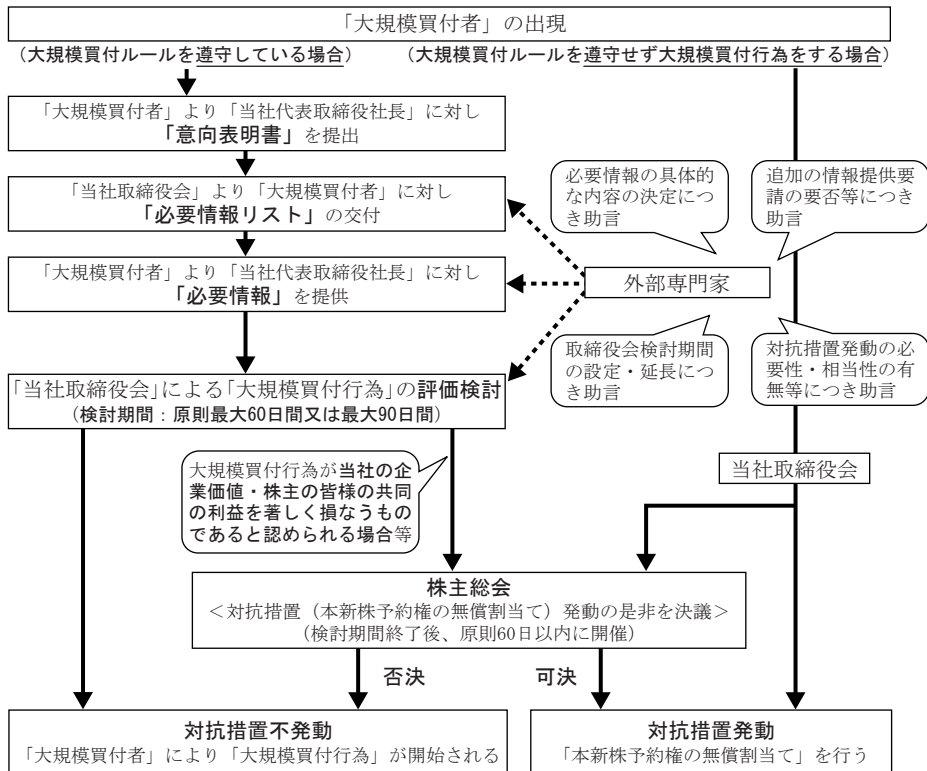 「大規模買付者」の出現
（大規模買付ルールを遵守している場合）
（大規模買付ルールを遵守せず大規模買付行為をする場合）
「大規模買付者」より「当社代表取締役社長」に対し
「意向表明書」を提出
「当社取締役会」より「大規模買付者」に対し
「必要情報リスト」の交付
必要情報の具体的
な内容の決定につ
き助言
追加の情報提供要
請の要否等につき
助言
「大規模買付者」より「当社代表取締役社長」に対し
「必要情報」を提供
外部専門家
取締役会検討期間
の設定・延長につ
き助言
対抗措置発動の必
要性・相当性の有
無等につき助言
「当社取締役会」による「大規模買付行為」の評価検討
（検討期間：原則最大60日間又は最大90日間）
大規模買付行為が当社の企
業価値・株主の皆様の共同
の利益を著しく損なうもの
であると認められる場合等
当社取締役会
株主総会
＜対抗措置（本新株予約権の無償割当て）発動の是非を決議＞
（検討期間終了後、原則60日以内に開催）
否決
可決
対抗措置不発動
「大規模買付者」により「大規模買付行為」が開始される
対抗措置発動
「本新株予約権の無償割当て」を行う